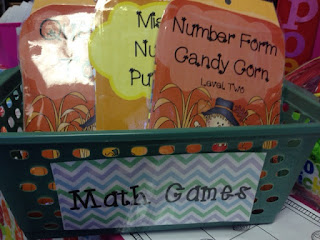 Number Form
Candy Corn
Level Two
Math Games